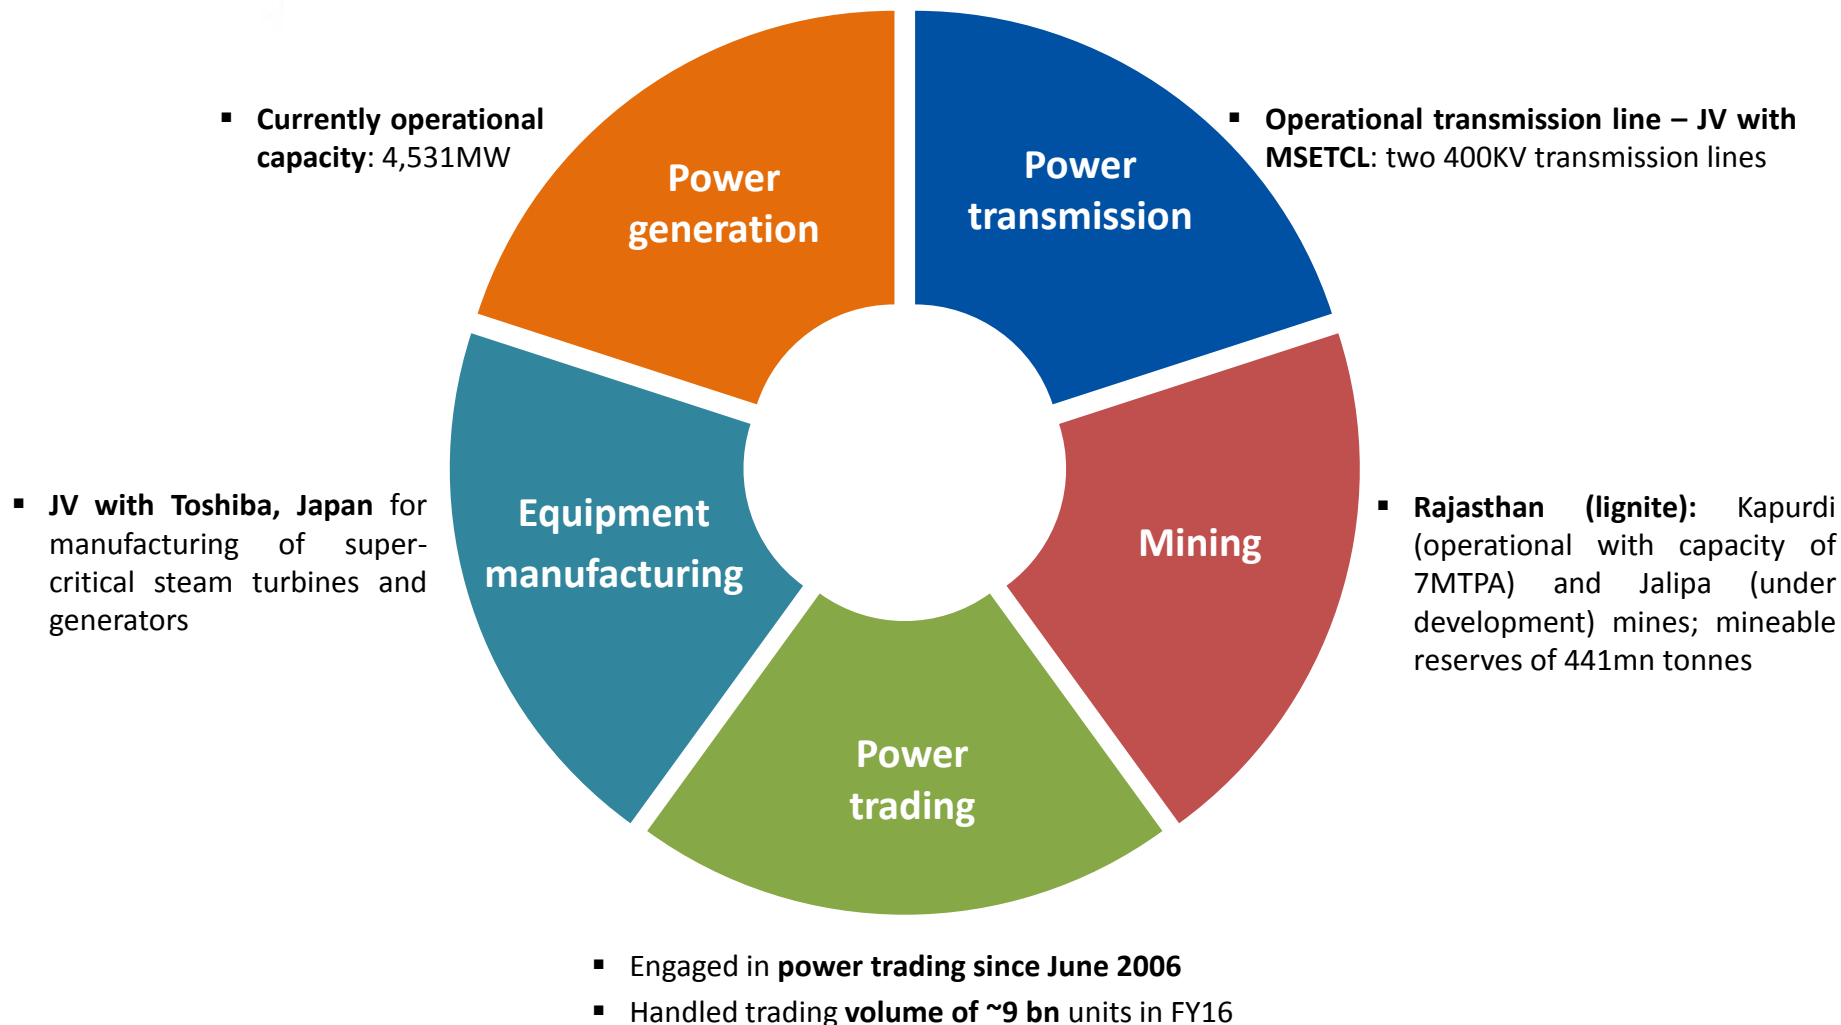 ▪ Currently operational
capacity: 4,531MW
Power
generation
Power
transmission
▪ Operational transmission line – JV with
MSETCL: two 400KV transmission lines
▪ JV with Toshiba, Japan for
manufacturing of super-
critical steam turbines and
generators
Equipment
manufacturing
Mining
▪ Rajasthan (lignite): Kapurdi
(operational with capacity of
7MTPA) and Jalipa (under
development) mines; mineable
reserves of 441mn tonnes
Power
trading
▪ Engaged in power trading since June 2006
▪ Handled trading volume of ~9 bn units in FY16